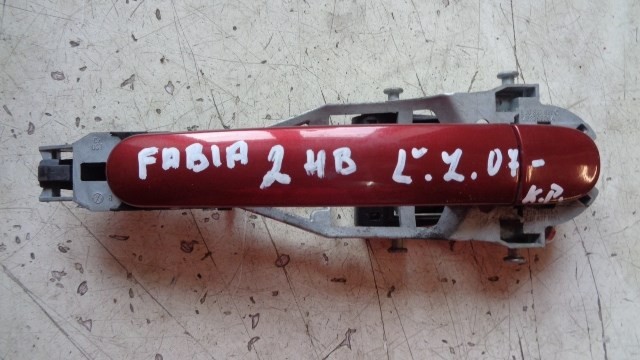 FABIA 2 HB L. Z. 07-
K.P.